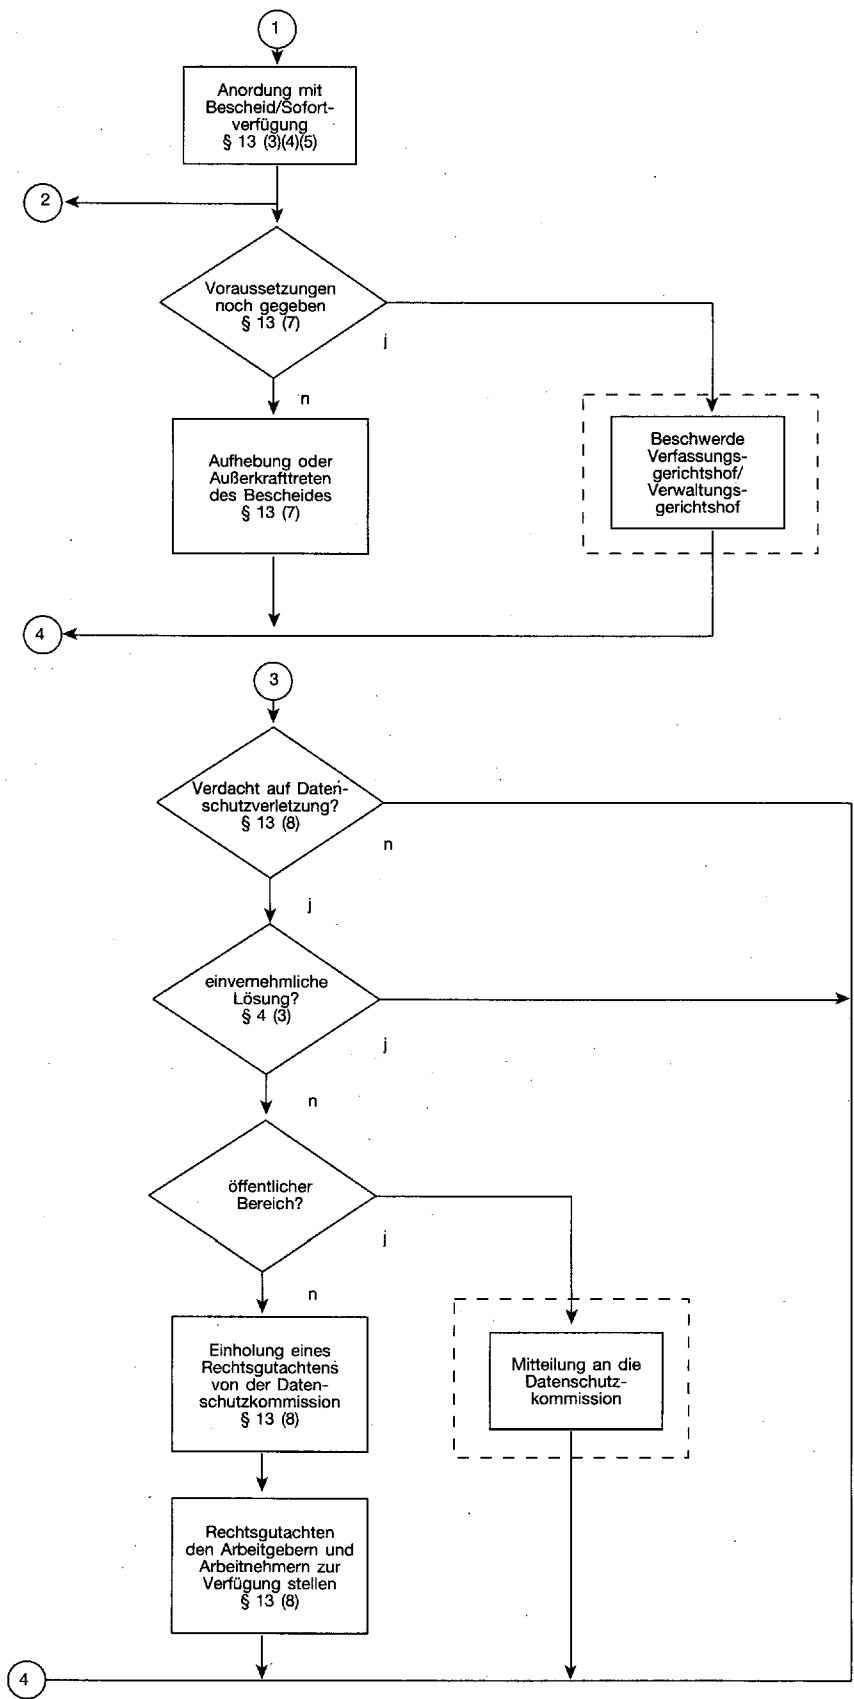 1
Anordung mit
Bescheid/Sofort-
verfügung
§ 13 (3)(4)(5)
2
Voraussetzungen
noch gegeben
§ 13 (7)
j
n
Aufhebung oder
Außerkrafttreten
des Bescheides
§ 13 (7)
Beschwerde
Verfassungs-
gerichtshof/
Verwaltungs-
gerichtshof
4
3
Verdacht auf Daten-
schutzverletzung?
§ 13 (8)
n
j
einvernehmliche
Lösung?
§ 4 (3)
j
n
öffentlicher
Bereich?
j
n
Einholung eines
Rechtsgutachtens
von der Daten-
schutzkommission
§ 13 (8)
Mitteilung an die
Datenschutz-
kommission
Rechtsgutachten
den Arbeitgebern und
Arbeitnehmern zur
Verfügung stellen
§ 13 (8)
4